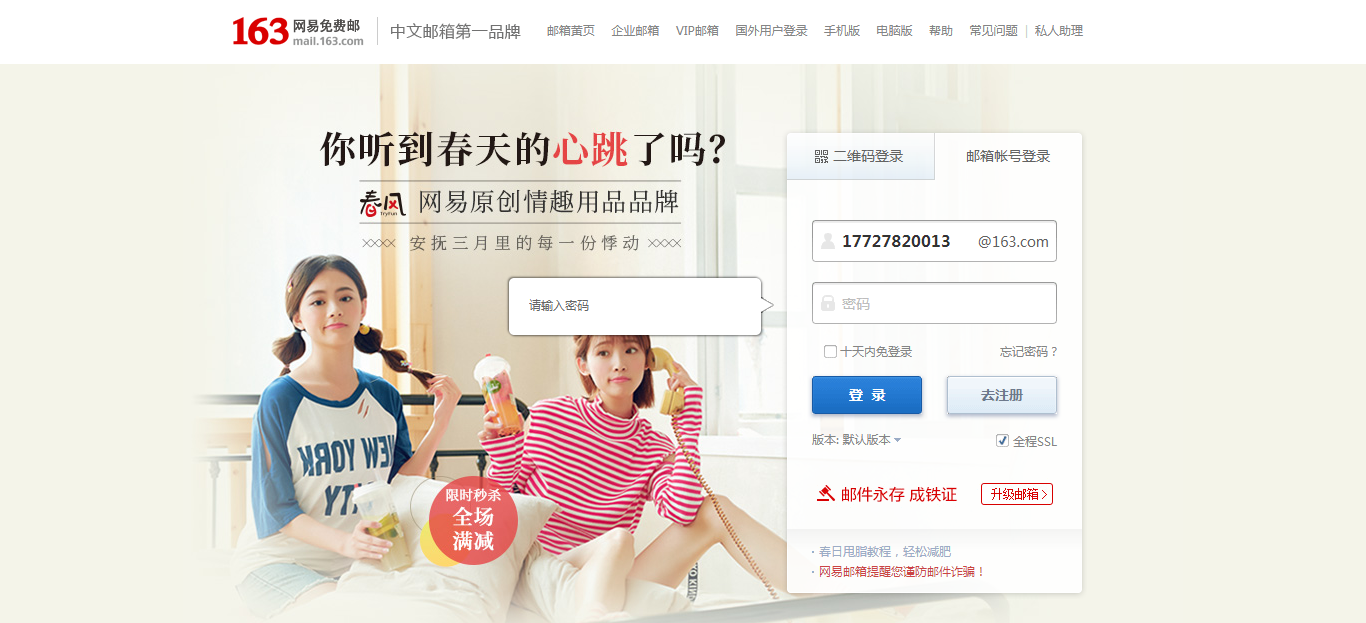 163 网易免费邮
mail.163.com
中文邮箱第一品牌
邮箱黄页 企业邮箱 VIP邮箱 国外用户登录 手机版 电脑版 帮助 常见问题 | 私人助理
你听到春天的心跳了吗?
春风 TryFun 网易原创情趣用品品牌
安抚三月里的每一份悸动
请输入密码
NEW YORK
限时秒杀
全场
满减
二维码登录 邮箱帐号登录
17727820013 @163.com
密码
十天内免登录 忘记密码?
登 录 去注册
版本: 默认版本 全程SSL
邮件永存 成铁证 升级邮箱
· 春日甩脂教程，轻松减肥
· 网易邮箱提醒您谨防邮件诈骗！